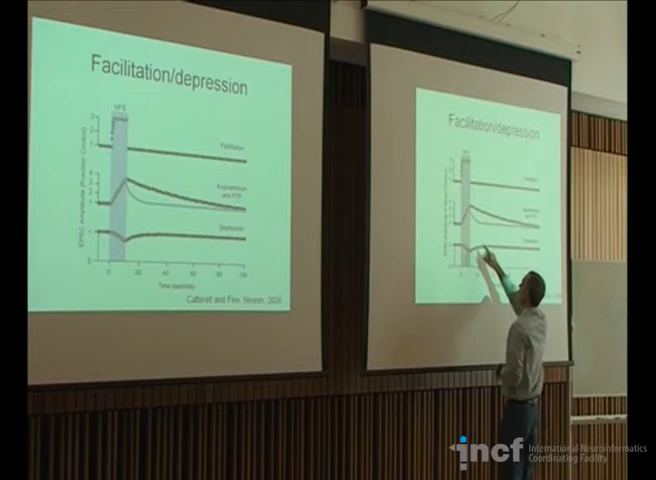 Facilitation/depression
HFS
Facilitation
Augmentation
and PTP
Depression
EPSC Amplitude (Fraction Control)
0
20
40
60
80
100
Time (seconds)
Catterall and Few, Neuron, 2008
Facilitation/depression
incf
International Neuroinformatics
Coordinating Facility